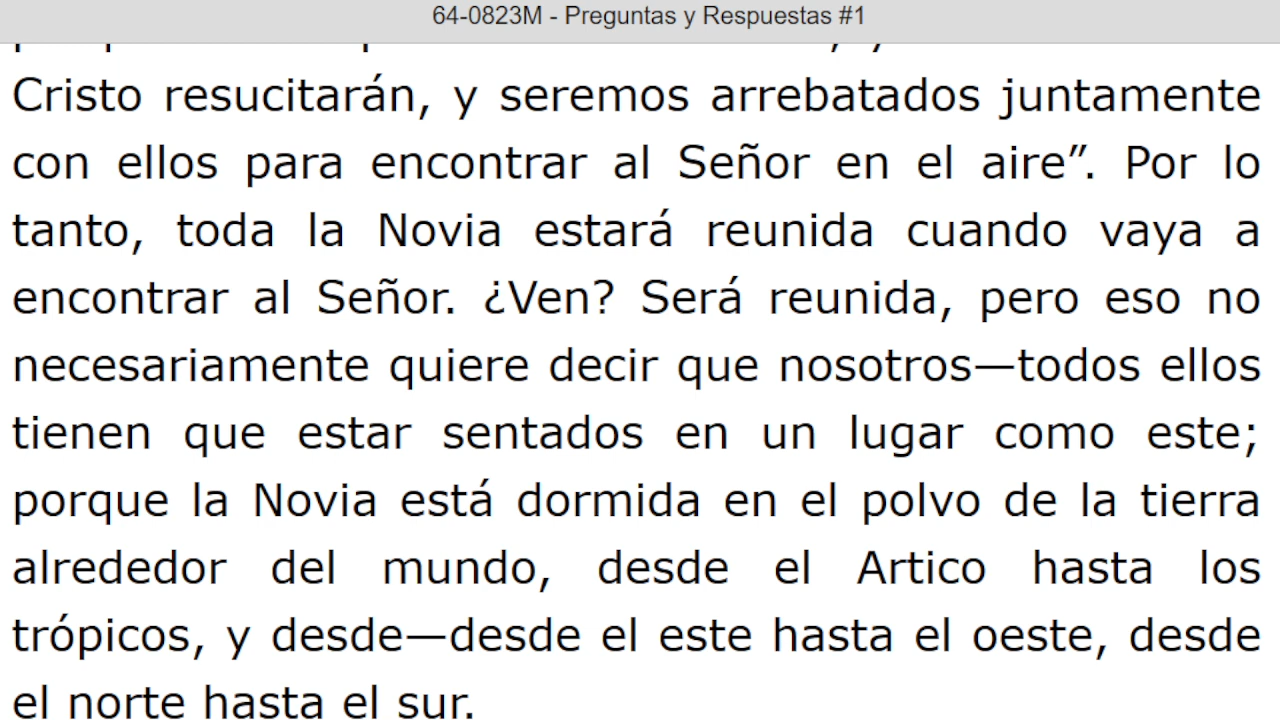 64-0823M - Preguntas y Respuestas #1
Cristo resucitarán, y seremos arrebatados juntamente
con ellos para encontrar al Señor en el aire”. Por lo
tanto, toda la Novia estará reunida cuando vaya a
encontrar al Señor. ¿Ven? Será reunida, pero eso no
necesariamente quiere decir que nosotros—todos ellos
tienen que estar sentados en un lugar como este;
porque la Novia está dormida en el polvo de la tierra
alrededor del mundo, desde el Artico hasta los
trópicos, y desde—desde el este hasta el oeste, desde
el norte hasta el sur.